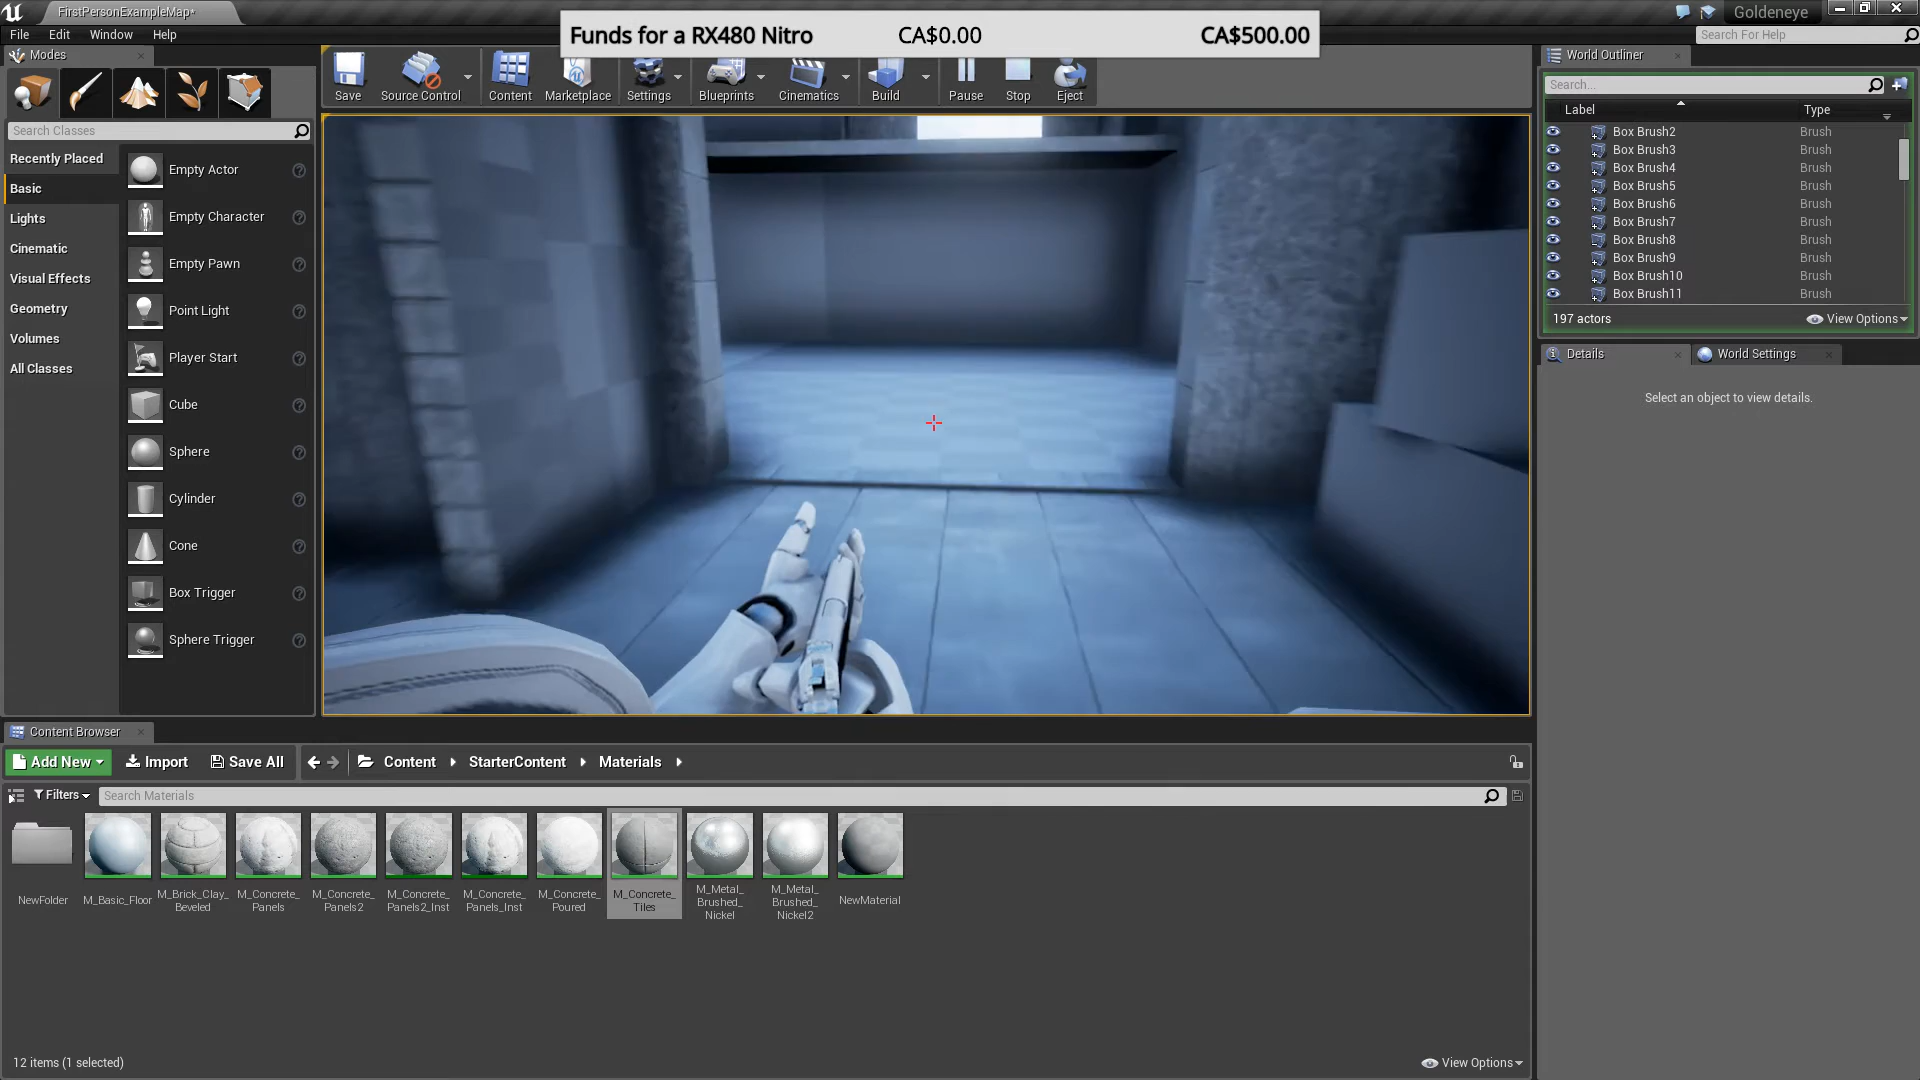 FirstPersonExampleMap*
Goldeneye
File Edit Window Help
Funds for a RX480 Nitro CA$0.00 CA$500.00
Search For Help
Modes
World Outliner
Save Source Control Content Marketplace Settings Blueprints Cinematics Build Pause Stop Eject
Search...
Label Type
Search Classes
Recently Placed
Basic
Lights
Cinematic
Visual Effects
Geometry
Volumes
All Classes
Empty Actor
Empty Character
Empty Pawn
Point Light
Player Start
Cube
Sphere
Cylinder
Cone
Box Trigger
Sphere Trigger
Box Brush2 Brush
Box Brush3 Brush
Box Brush4 Brush
Box Brush5 Brush
Box Brush6 Brush
Box Brush7 Brush
Box Brush8 Brush
Box Brush9 Brush
Box Brush10 Brush
Box Brush11 Brush
197 actors View Options
Details World Settings
Select an object to view details.
Content Browser
Add New Import Save All Content StarterContent Materials
Filters Search Materials
NewFolder
M_Basic_Floor
M_Brick_Clay_
Beveled
M_Concrete_
Panels
M_Concrete_
Panels2
M_Concrete_
Panels2_Inst
M_Concrete_
Panels_Inst
M_Concrete_
Poured
M_Concrete_
Tiles
M_Metal_
Brushed_
Nickel
M_Metal_
Brushed_
Nickel2
NewMaterial
12 items (1 selected) View Options